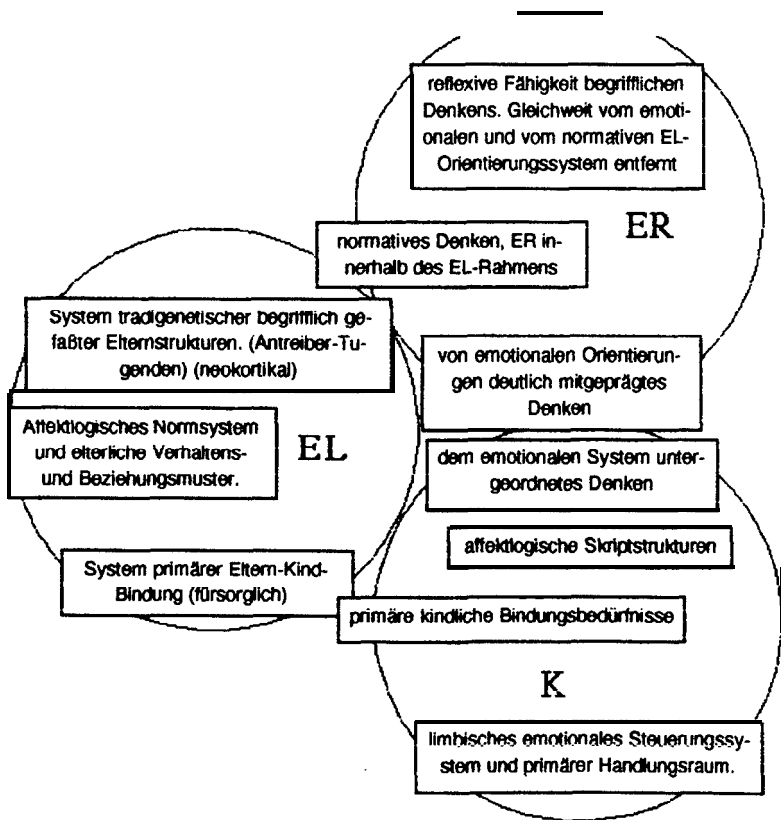 reflexive Fähigkeit begrifflichen
Denkens. Gleichweit vom emoti-
onalen und vom normativen EL-
Orientierungssystem entfernt
ER
normatives Denken, ER in-
nerhalb des EL-Rahmens
System tradigenetischer begrifflich ge-
faßter Elternstrukturen. (Antreiber-Tu-
genden) (neokortikal)
von emotionalen Orientierun-
gen deutlich mitgeprägtes
Denken
Affektlogisches Normsystem
und elterliche Verhaltens-
und Beziehungsmuster.
EL
dem emotionalen System unter-
geordnetes Denken
affektlogische Skriptstrukturen
System primärer Eltern-Kind-
Bindung (fürsorglich)
primäre kindliche Bindungsbedürfnisse
K
limbisches emotionales Steuerungssy-
stem und primärer Handlungsraum.